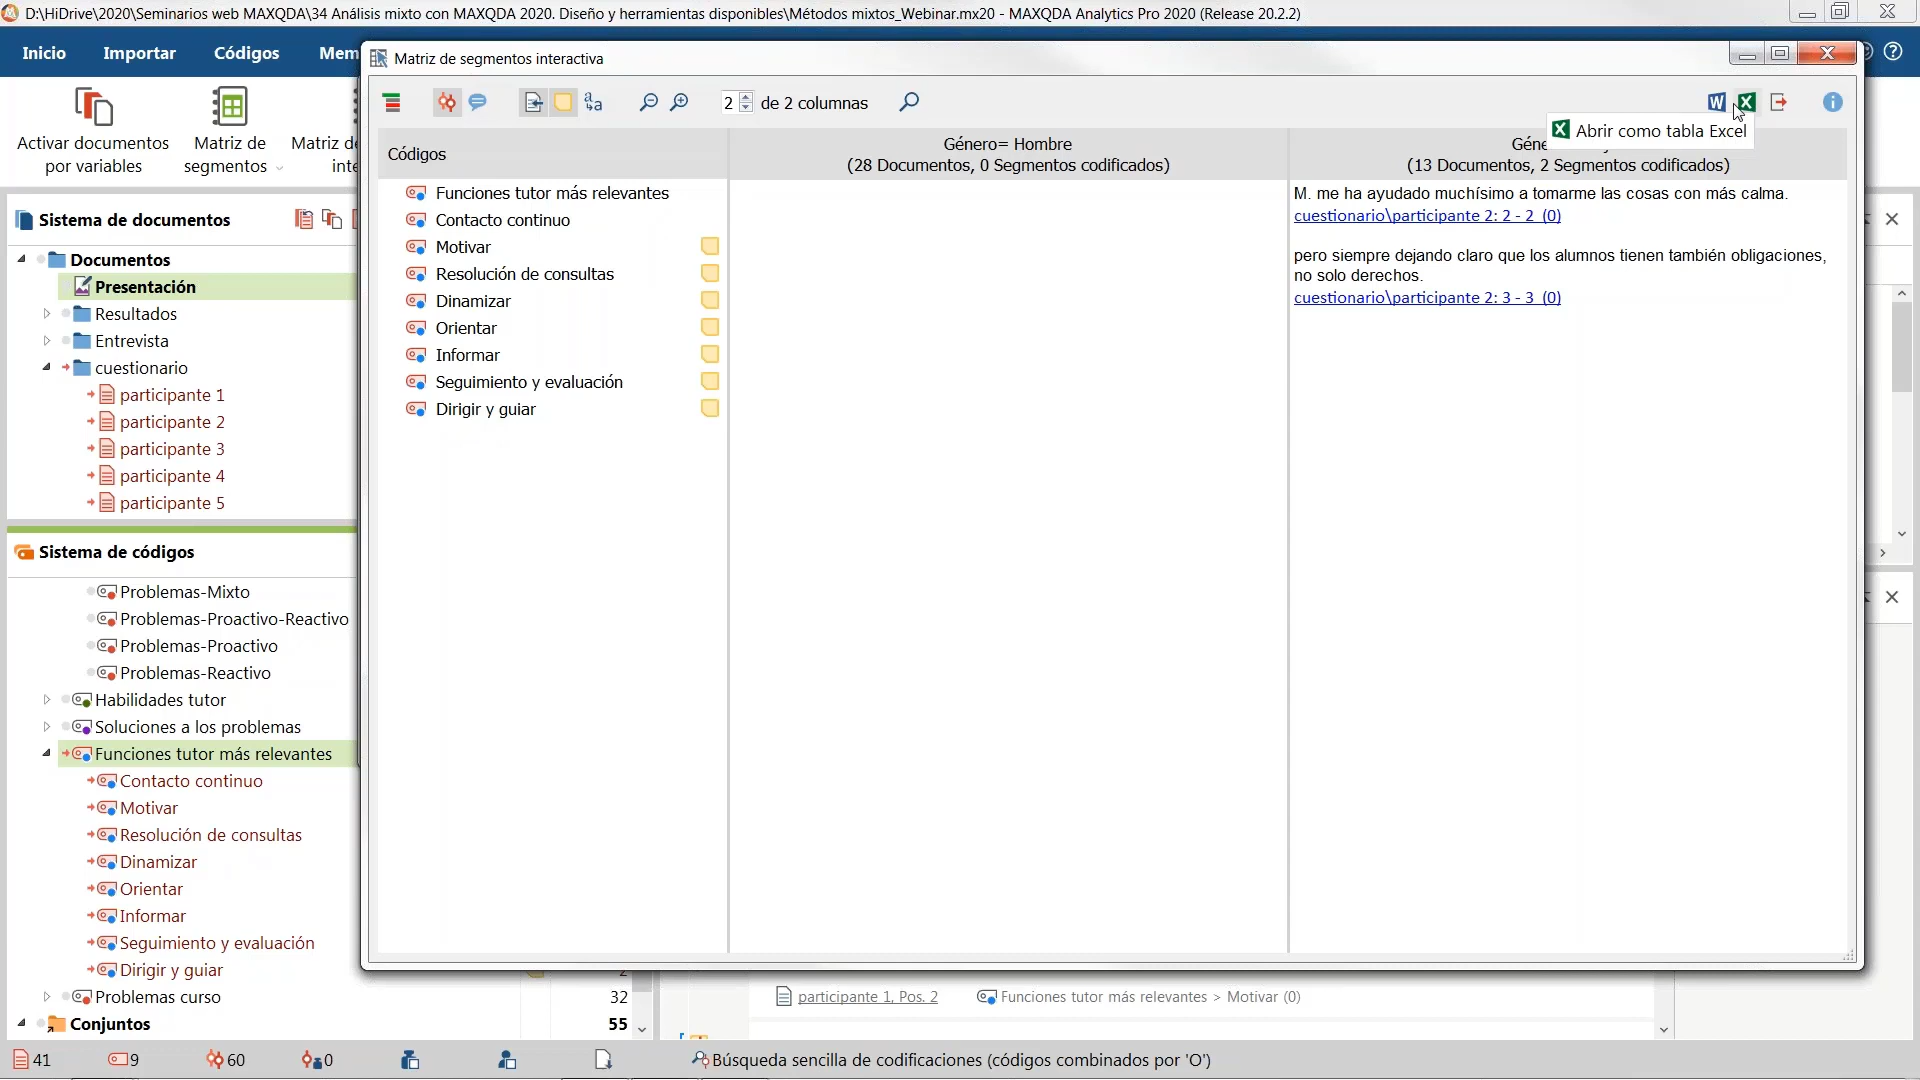 D:\HiDrive\2020\Seminarios web MAXQDA\34 Análisis mixto con MAXQDA 2020. Diseño y herramientas disponibles\Métodos mixtos_Webinar.mx20 - MAXQDA Analytics Pro 2020 (Release 20.2.2)
Inicio
Importar
Códigos
Mem
Activar documentos
por variables
Matriz de
segmentos
Matriz d
inte
Sistema de documentos
Documentos
Presentación
Resultados
Entrevista
cuestionario
participante 1
participante 2
participante 3
participante 4
participante 5
Sistema de códigos
Problemas-Mixto
Problemas-Proactivo-Reactivo
Problemas-Proactivo
Problemas-Reactivo
Habilidades tutor
Soluciones a los problemas
Funciones tutor más relevantes
Contacto continuo
Motivar
Resolución de consultas
Dinamizar
Orientar
Informar
Seguimiento y evaluación
Dirigir y guiar
2
Problemas curso
32
Conjuntos
55
Matriz de segmentos interactiva
2 de 2 columnas
Abrir como tabla Excel
Códigos
Género= Hombre
(28 Documentos, 0 Segmentos codificados)
Géne
(13 Documentos, 2 Segmentos codificados)
Funciones tutor más relevantes
Contacto continuo
Motivar
Resolución de consultas
Dinamizar
Orientar
Informar
Seguimiento y evaluación
Dirigir y guiar
M. me ha ayudado muchísimo a tomarme las cosas con más calma.
cuestionario\participante 2: 2 - 2 (0)
pero siempre dejando claro que los alumnos tienen también obligaciones,
no solo derechos.
cuestionario\participante 2: 3 - 3 (0)
participante 1, Pos. 2
Funciones tutor más relevantes > Motivar (0)
41
9
60
0
Búsqueda sencilla de codificaciones (códigos combinados por 'O')